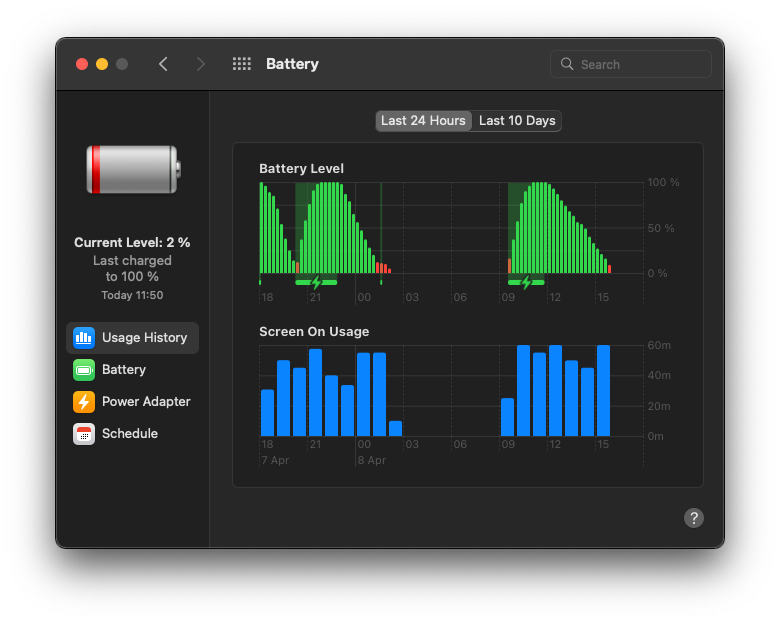 Battery
Search
Last 24 Hours
Last 10 Days
Current Level: 2 %
Last charged
to 100 %
Today 11:50
Usage History
Battery
Power Adapter
Schedule
Battery Level
100 %
50 %
0 %
18 21 00 03 06 09 12 15
Screen On Usage
60m
40m
20m
0m
18 21 00 03 06 09 12 15
7 Apr 8 Apr
?